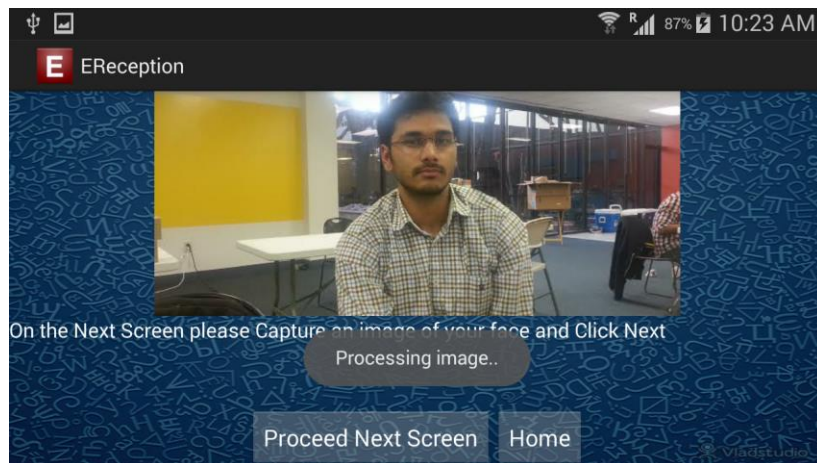 R 87% 10:23 AM
E EReception
On the Next Screen please Capture an image of your face and Click Next
Processing image..
Proceed Next Screen Home
Vladstudio